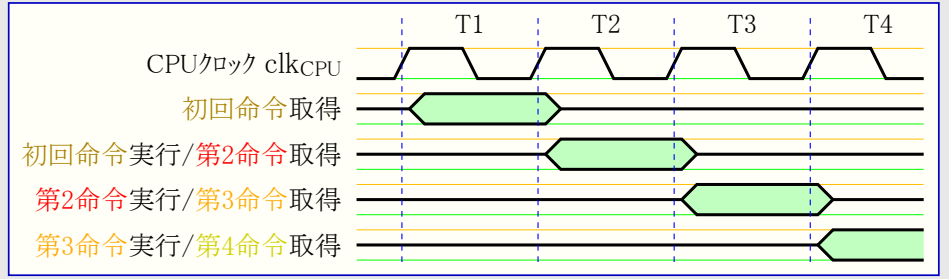 T1 T2 T3 T4
CPUクロック clkCPU
初回命令取得
初回命令実行/第2命令取得
第2命令実行/第3命令取得
第3命令実行/第4命令取得